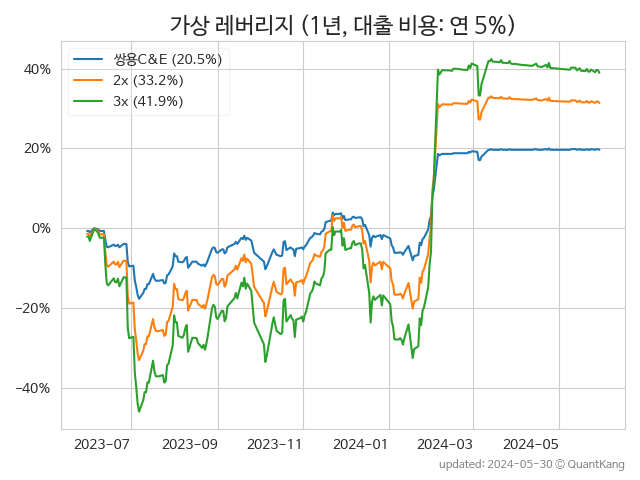 가상 레버리지 (1년, 대출 비용: 연 5%)
쌍용C&E (20.5%)
2x (33.2%)
3x (41.9%)
40%
20%
0%
−20%
−40%
2023-07
2023-09
2023-11
2024-01
2024-03
2024-05
updated: 2024-05-30 © QuantKang